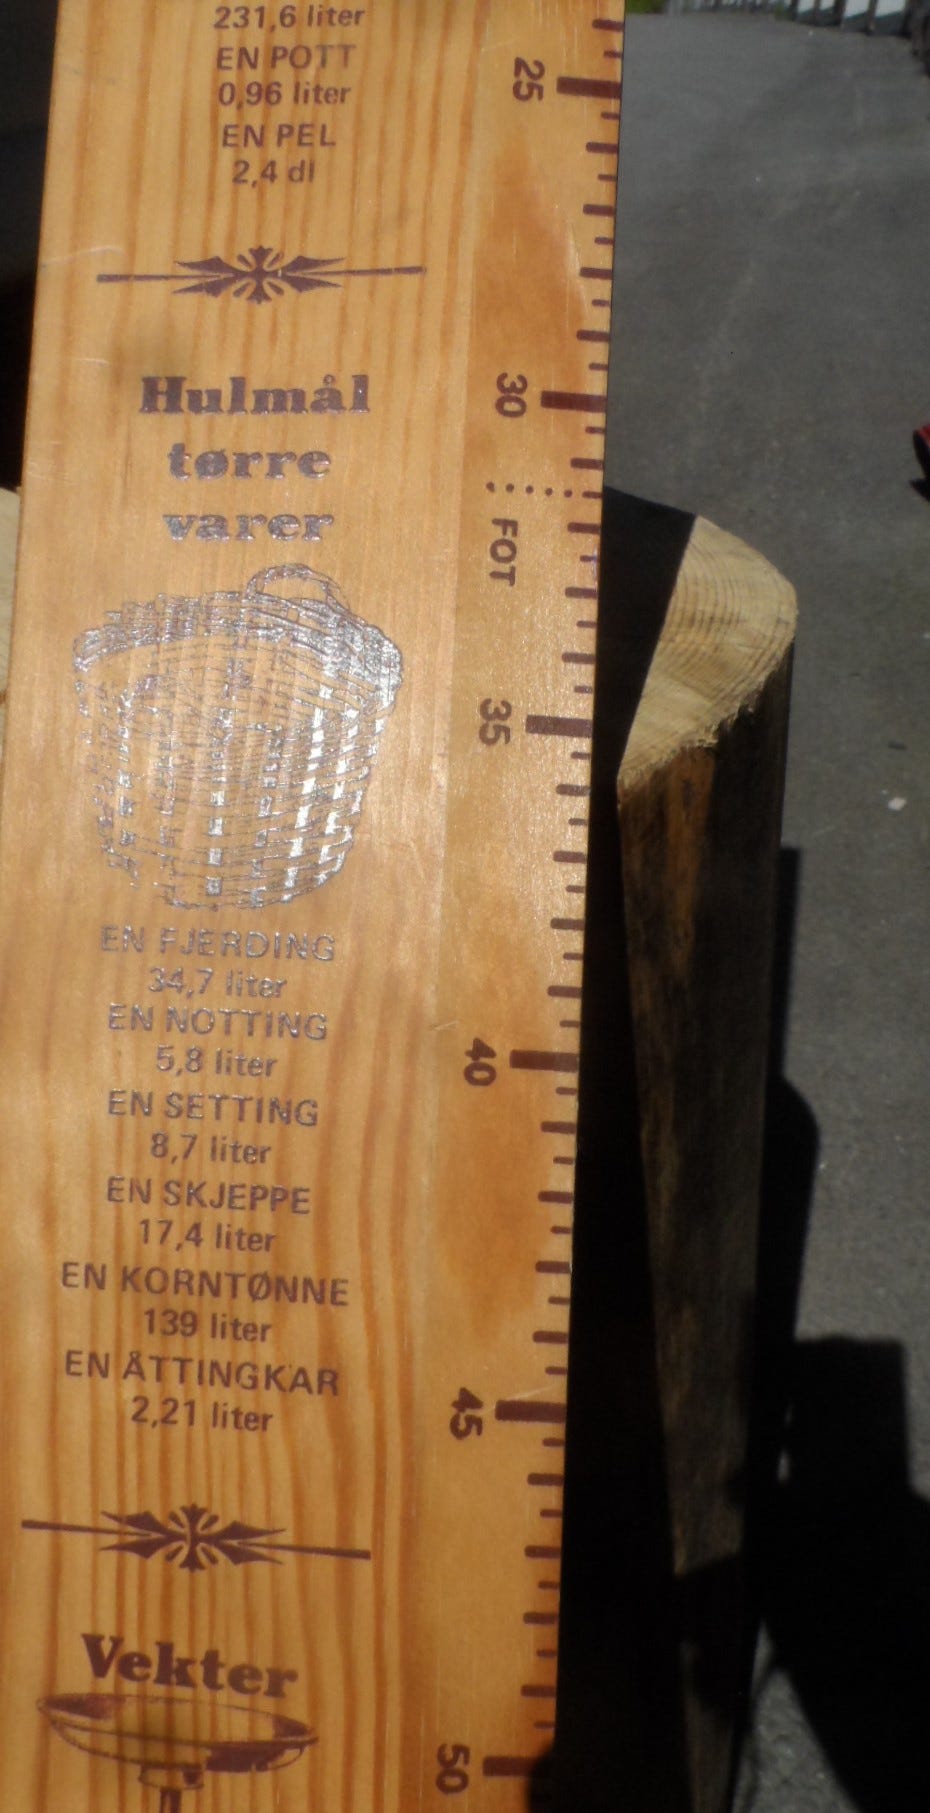 231,6 liter
EN POTT
0,96 liter
EN PEL
2,4 dl
Hulmål
tørre
varer
EN FJERDING
34,7 liter
EN NOTTING
5,8 liter
EN SETTING
8,7 liter
EN SKJEPPE
17,4 liter
EN KORNTØNNE
139 liter
EN ÅTTINGKAR
2,21 liter
Vekter
25
30
FOT
35
40
45
50